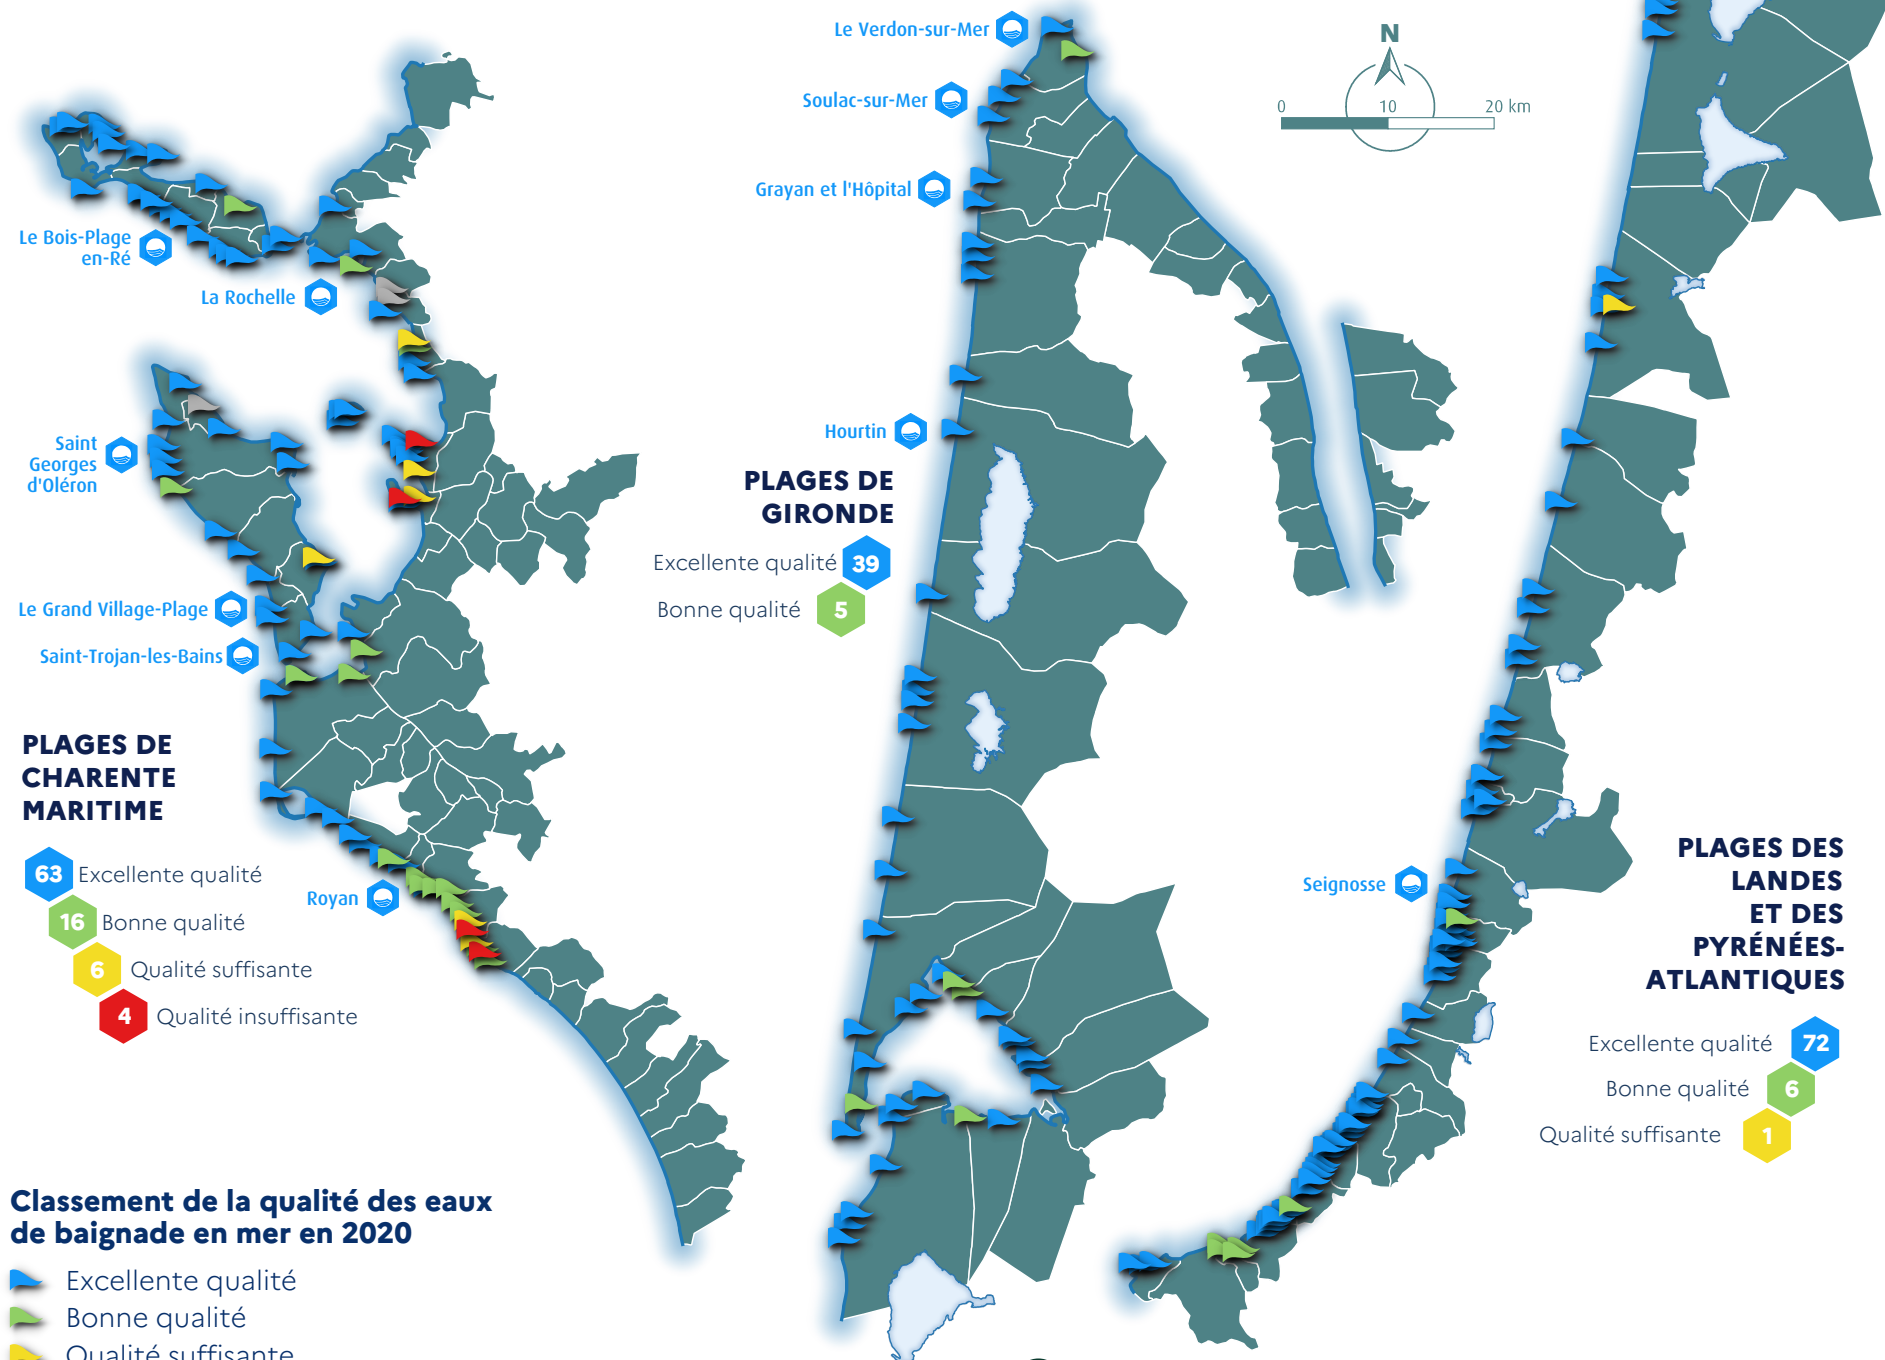 Le Verdon-sur-Mer
Soulac-sur-Mer
Grayan et l'Hôpital
N
0 10 20 km
Le Bois-Plage
en-Ré
La Rochelle
Saint
Georges
d'Oléron
Hourtin
PLAGES DE
GIRONDE
Excellente qualité 39
Bonne qualité 5
Le Grand Village-Plage
Saint-Trojan-les-Bains
PLAGES DE
CHARENTE
MARITIME
63 Excellente qualité
16 Bonne qualité
6 Qualité suffisante
4 Qualité insuffisante
Royan
Seignosse
PLAGES DES
LANDES
ET DES
PYRÉNÉES-
ATLANTIQUES
Excellente qualité 72
Bonne qualité 6
Qualité suffisante 1
Classement de la qualité des eaux
de baignade en mer en 2020
Excellente qualité
Bonne qualité
Qualité suffisante